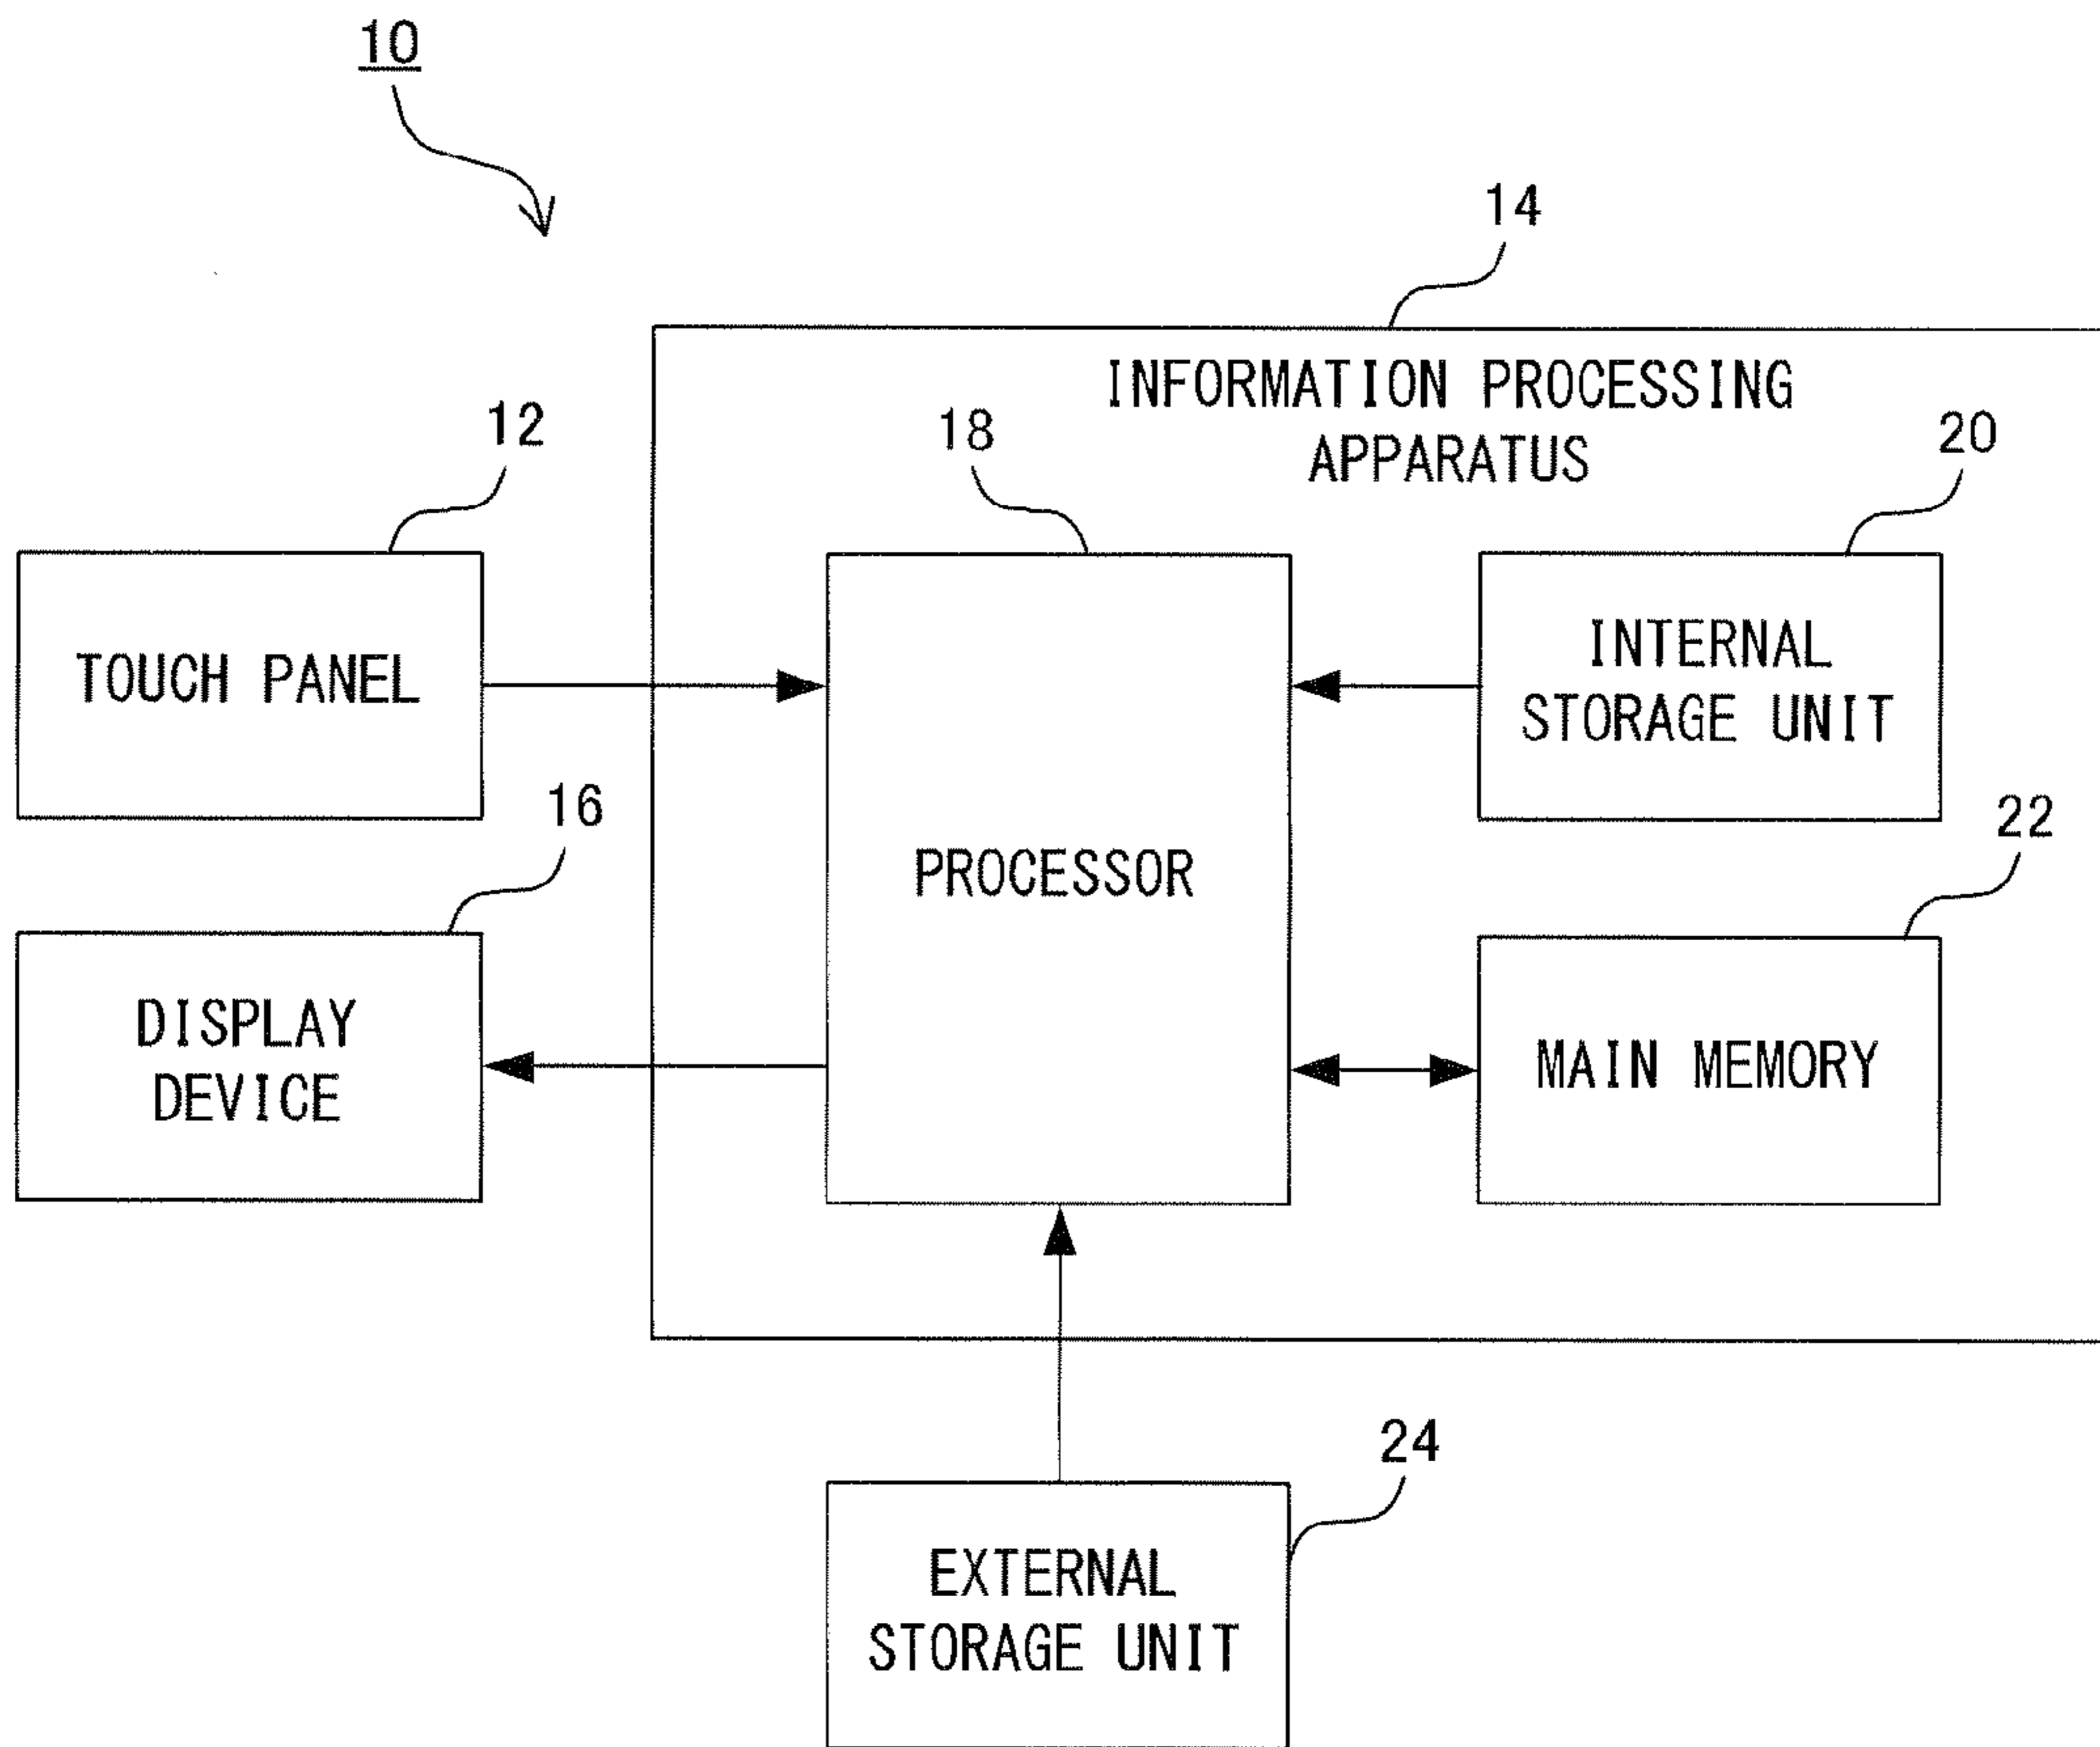 10
14
INFORMATION PROCESSING
APPARATUS
12
18
20
TOUCH PANEL
INTERNAL
STORAGE UNIT
16
22
PROCESSOR
DISPLAY
DEVICE
MAIN MEMORY
24
EXTERNAL
STORAGE UNIT